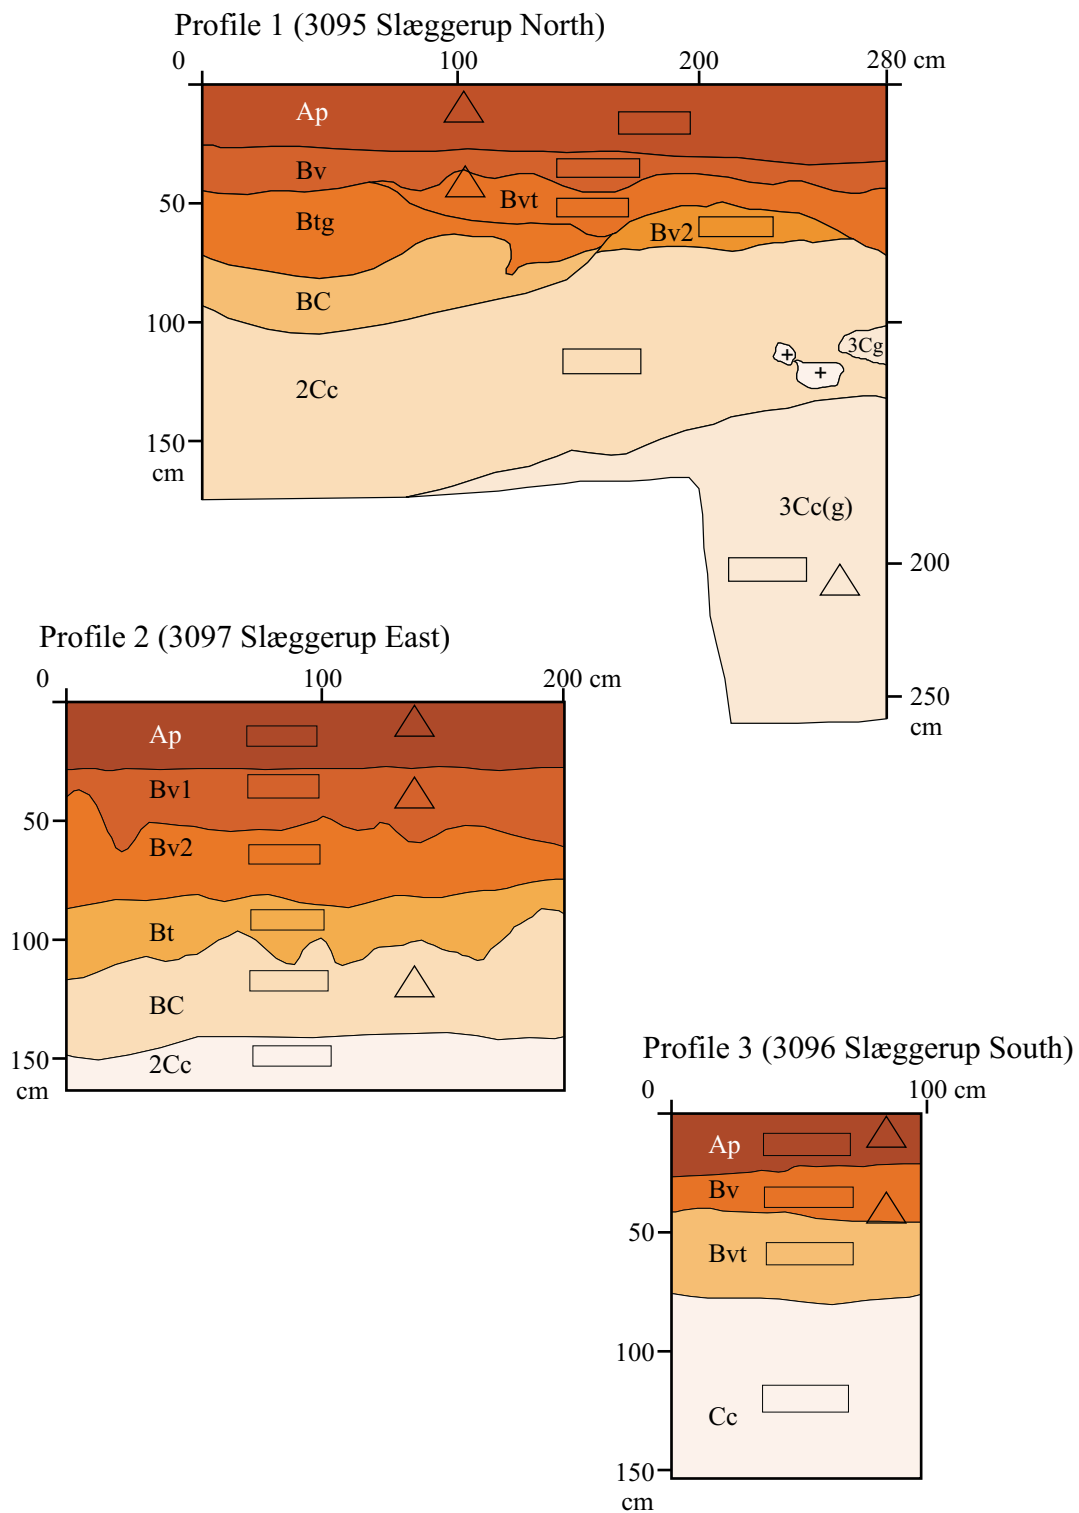 Profile 1 (3095 Slæggerup North)
0 100 200 280 cm
Ap
Bv
50
Bvt
Btg
Bv2
BC
100
3Cg
+
+
2Cc
150
cm
3Cc(g)
200
250
cm
Profile 2 (3097 Slæggerup East)
0 100 200 cm
Ap
Bv1
50
Bv2
Bt
100
BC
150
2Cc
cm
Profile 3 (3096 Slæggerup South)
0 100 cm
Ap
Bv
50
Bvt
100
Cc
150
cm